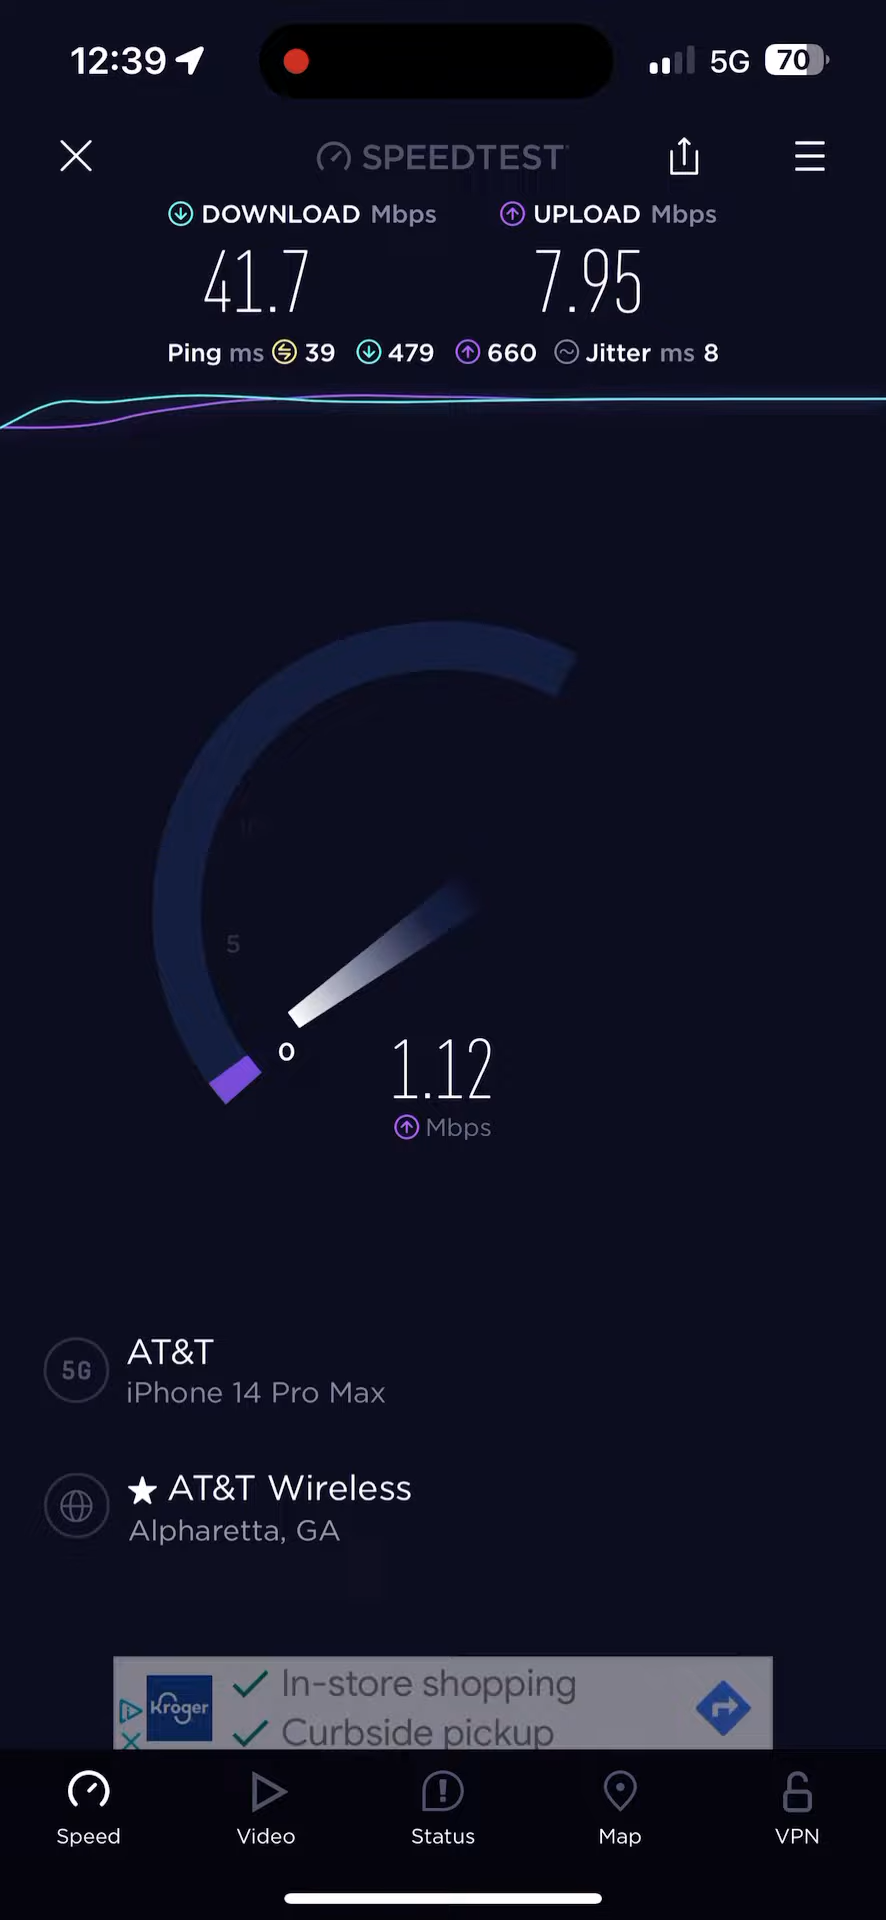 12:39 5G 70
SPEEDTEST
DOWNLOAD Mbps UPLOAD Mbps
41.7 7.95
Ping ms 39 479 660 Jitter ms 8
5
0
1.12
Mbps
5G AT&T
iPhone 14 Pro Max
AT&T Wireless
Alpharetta, GA
Kroger
In-store shopping
Curbside pickup
Speed Video Status Map VPN